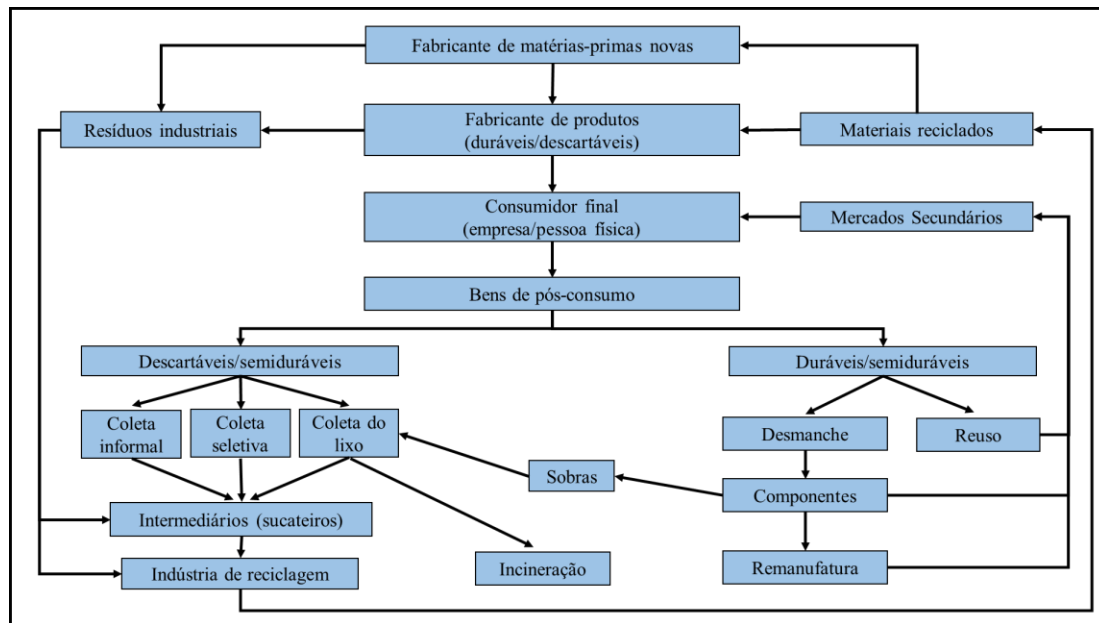 Fabricante de matérias-primas novas
Resíduos industriais
Fabricante de produtos
(duráveis/descartáveis)
Materiais reciclados
Consumidor final
(empresa/pessoa física)
Mercados Secundários
Bens de pós-consumo
Descartáveis/semiduráveis
Duráveis/semiduráveis
Coleta
informal
Coleta
seletiva
Coleta do
lixo
Desmanche
Reuso
Sobras
Componentes
Intermediários (sucateiros)
Indústria de reciclagem
Incineração
Remanufatura